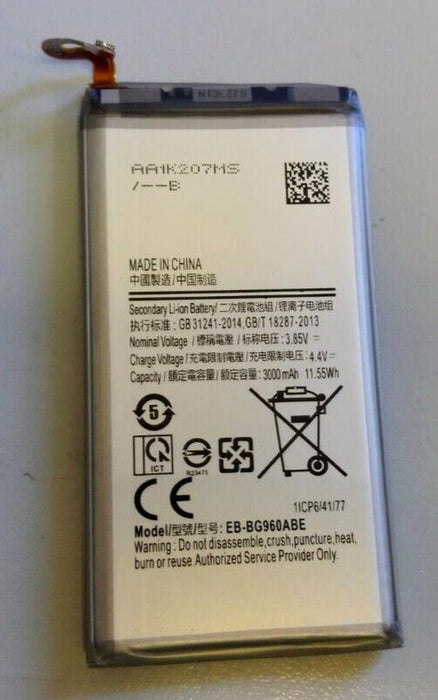 SJ27C1N
AA1K207MS
/--B
MADE IN CHINA
中國製造/中国制造
Secondary Li-ion Battery/ 二次鋰電池組 /锂离子电池组
执行标准 : GB 31241-2014,GB/T 18287-2013
Nominal Voltage / 標稱電壓 / 标称电压 : 3.85V ⎓
Charge Voltage / 充電限制電壓 / 充电限制电压 : 4.4V ⎓
Capacity / 額定電容量/ 额定电容量 : 3000mAh 11.55Wh
5
ICT
R23475
CE
1ICP6/41/77
Model/型號/型号: EB-BG960ABE
Warning : Do not disassemble,crush,puncture,heat,
burn or reuse.Authorized Service Provider Only.